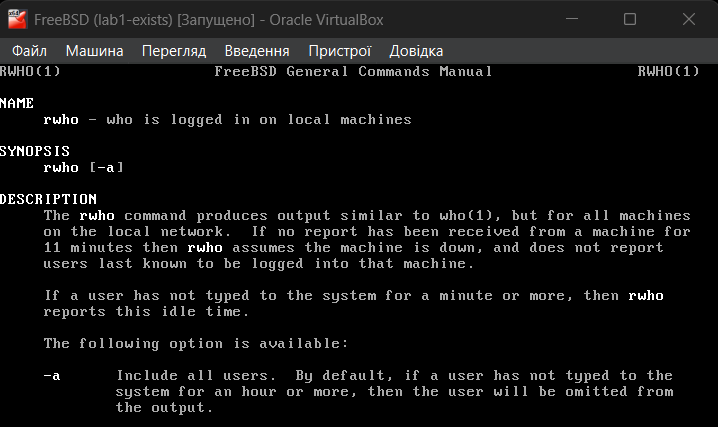 FreeBSD (lab1-exists) [Запущено] - Oracle VirtualBox
Файл Машина Перегляд Введення Пристрої Довідка
RWHO(1) FreeBSD General Commands Manual RWHO(1)
NAME
rwho – who is logged in on local machines
SYNOPSIS
rwho [-a]
DESCRIPTION
The rwho command produces output similar to who(1), but for all machines
on the local network. If no report has been received from a machine for
11 minutes then rwho assumes the machine is down, and does not report
users last known to be logged into that machine.
If a user has not typed to the system for a minute or more, then rwho
reports this idle time.
The following option is available:
-a Include all users. By default, if a user has not typed to the
system for an hour or more, then the user will be omitted from
the output.